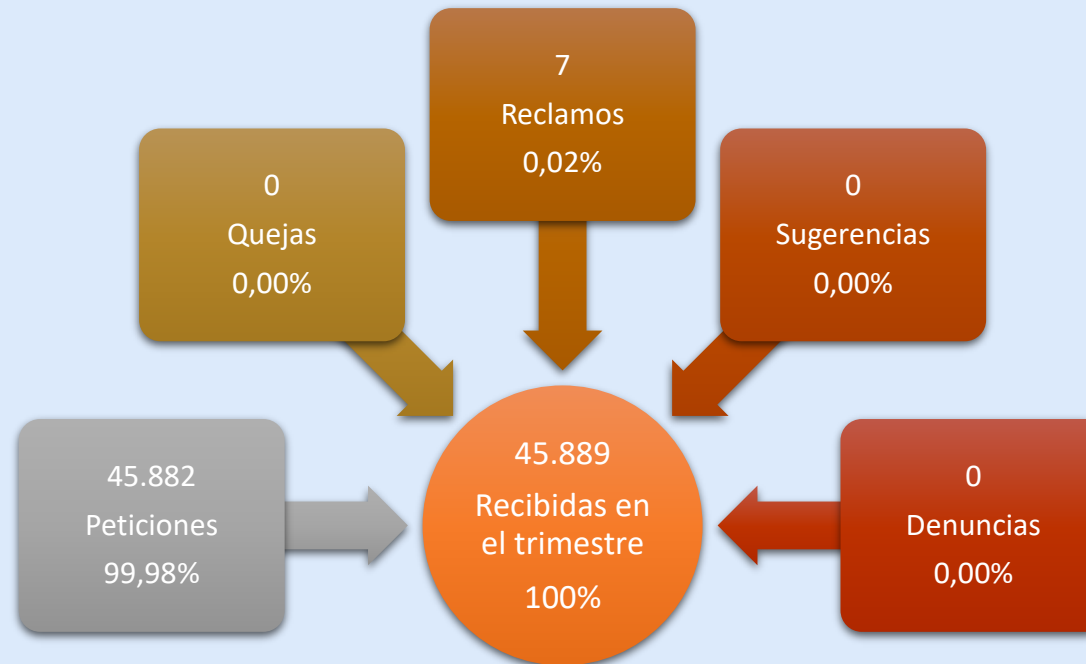 7
Reclamos
0,02%
0
Quejas
0,00%
0
Sugerencias
0,00%
45.882
Peticiones
99,98%
45.889
Recibidas en
el trimestre
100%
0
Denuncias
0,00%